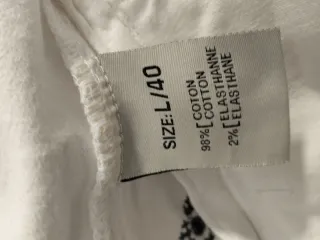 SIZE: L/40
98% [ COTON
COTTON
2% [ ELASTHANNE
ELASTHANE